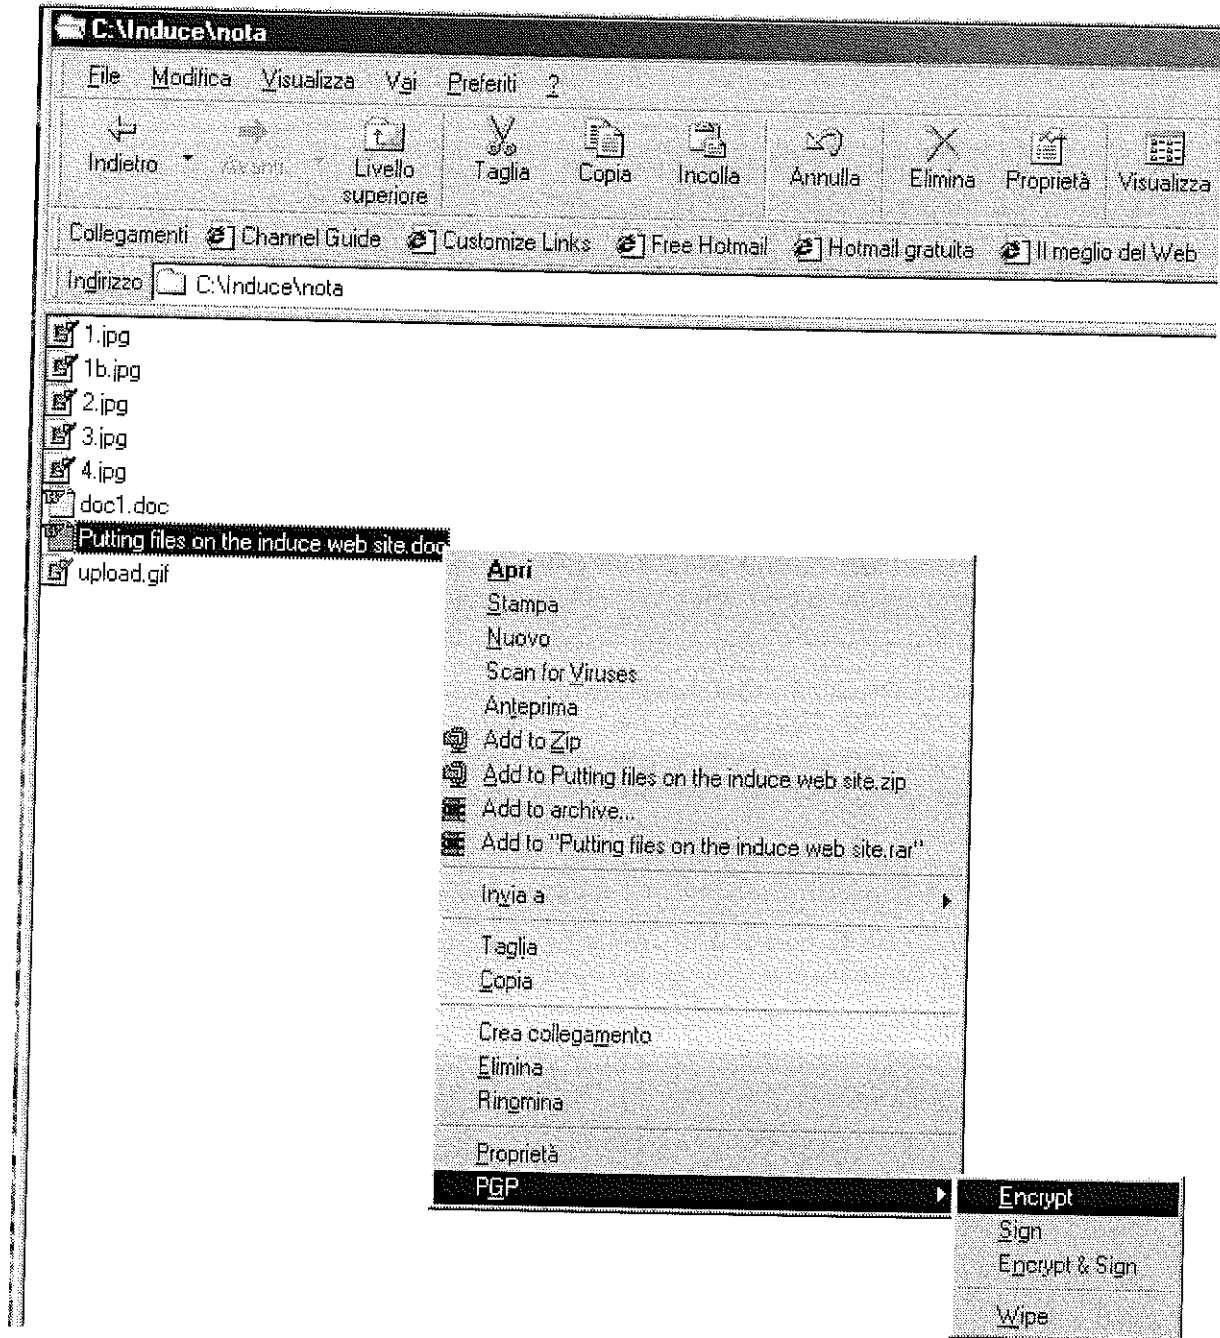 C:\Induce\nota
File Modifica Visualizza Vai Preferiti ?
Indietro Avanti Livello superiore Taglia Copia Incolla Annulla Elimina Proprietà Visualizza
Collegamenti Channel Guide Customize Links Free Hotmail Hotmail gratuita Il meglio del Web
Indirizzo C:\Induce\nota
1.jpg
1b.jpg
2.jpg
3.jpg
4.jpg
doc1.doc
Putting files on the induce web site.doc
upload.gif
Apri
Stampa
Nuovo
Scan for Viruses
Anteprima
Add to Zip
Add to Putting files on the induce web site.zip
Add to archive...
Add to "Putting files on the induce web site.rar"
Invia a
Taglia
Copia
Crea collegamento
Elimina
Rinomina
Proprietà
PGP
Encrypt
Sign
Encrypt & Sign
Wipe